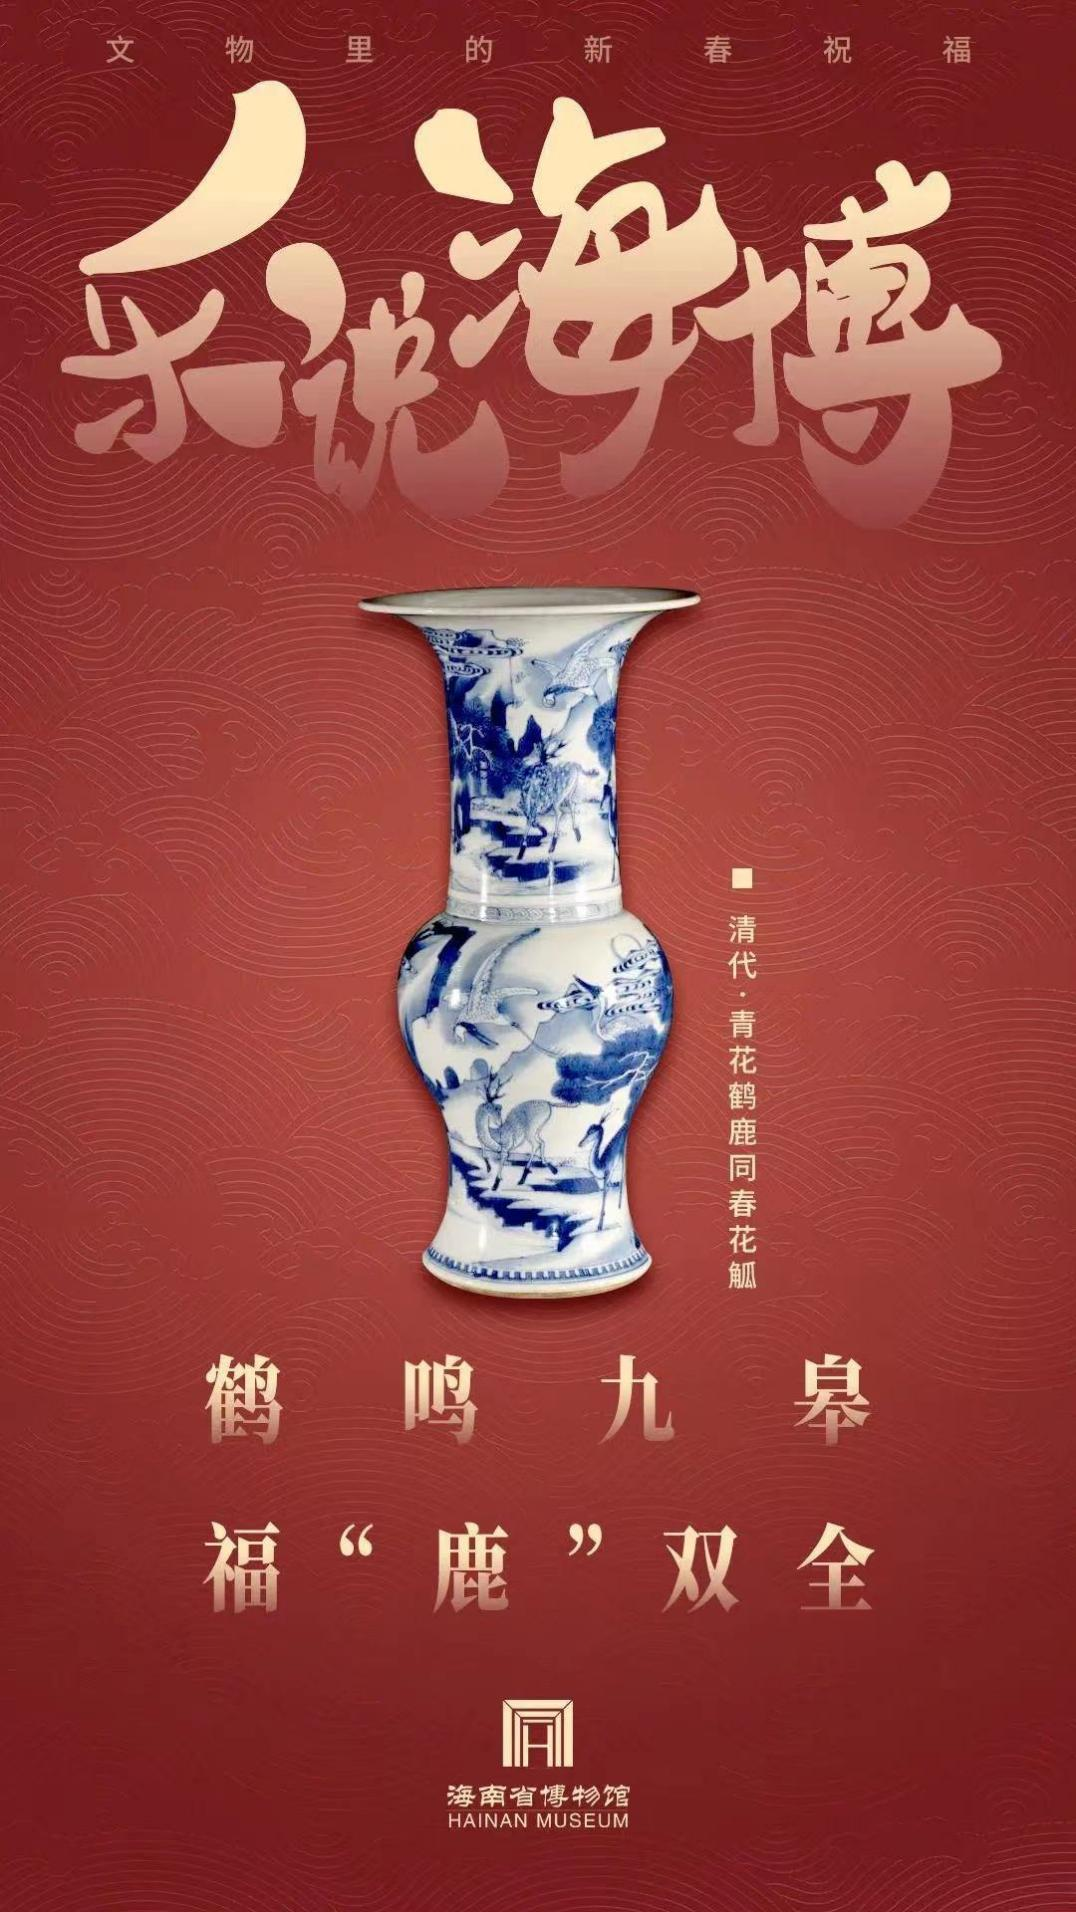 文物里的新春祝福
采说海博
■清代·青花鹤鹿同春花觚
鹤鸣九皋
福“鹿”双全
海南省博物馆
HAINAN MUSEUM